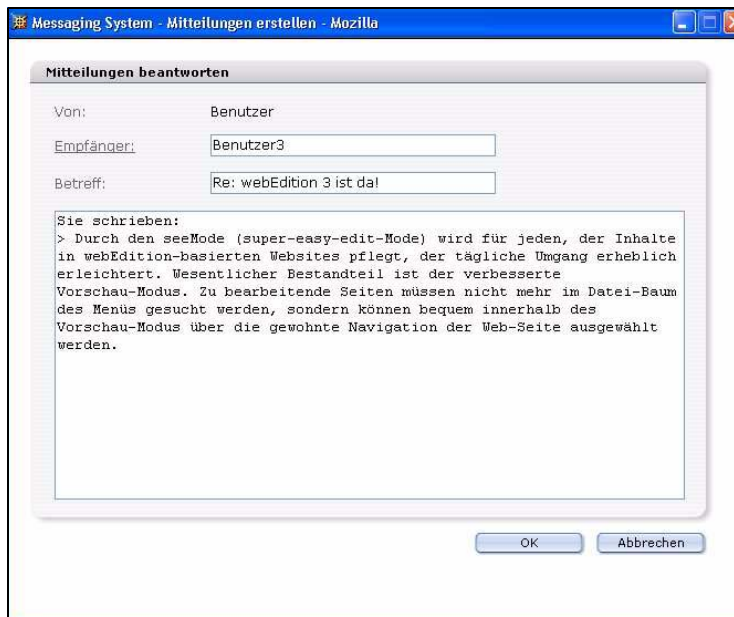 Messaging System - Mitteilungen erstellen - Mozilla
Mitteilungen beantworten
Von: Benutzer
Empfänger: Benutzer3
Betreff: Re: webEdition 3 ist da!
Sie schrieben:
> Durch den seeMode (super-easy-edit-Mode) wird für jeden, der Inhalte
in webEdition-basierten Websites pflegt, der tägliche Umgang erheblich
erleichtert. Wesentlicher Bestandteil ist der verbesserte
Vorschau-Modus. Zu bearbeitende Seiten müssen nicht mehr im Datei-Baum
des Menüs gesucht werden, sondern können bequem innerhalb des
Vorschau-Modus über die gewohnte Navigation der Web-Seite ausgewählt
werden.
OK Abbrechen